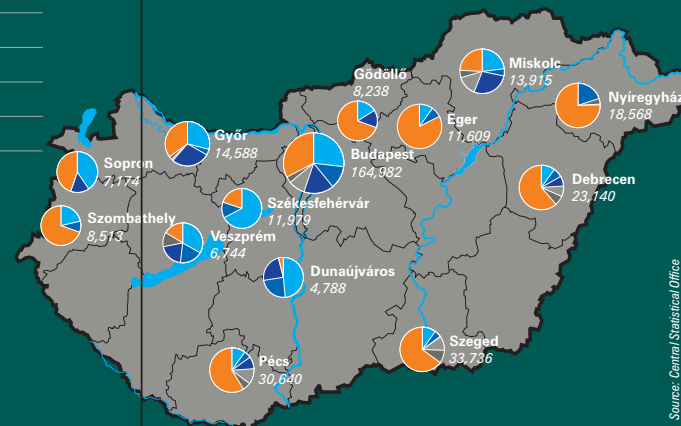 Gödöllő
8,238
Miskolc
13,915
Nyíregyház
18,568
Eger
11,609
Győr
14,588
Budapest
164,982
Sopron
7,174
Debrecen
23,140
Székesfehérvár
11,979
Szombathely
8,513
Veszprém
6,744
Dunaújváros
4,788
Szeged
33,736
Pécs
30,640
Source: Central Statistical Office